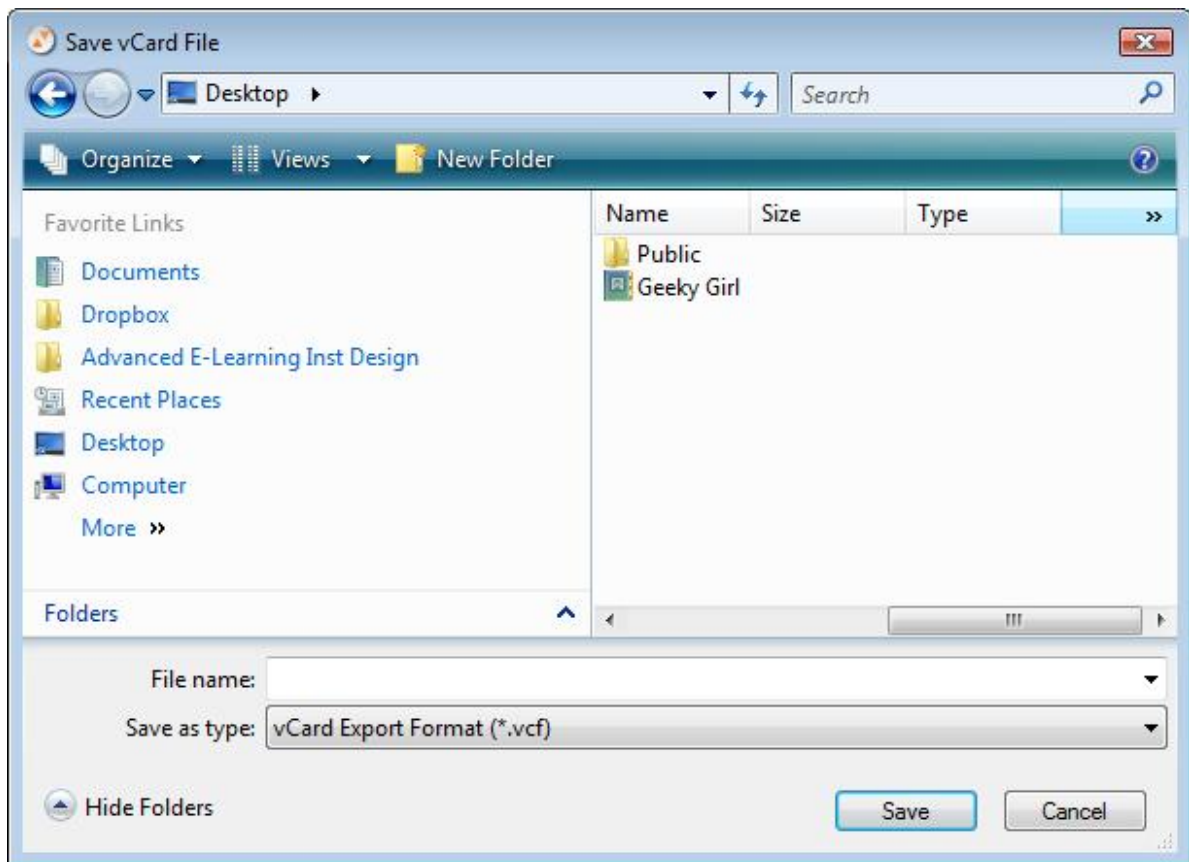 Save vCard File
Desktop
Search
Organize Views New Folder
Favorite Links
Documents
Dropbox
Advanced E-Learning Inst Design
Recent Places
Desktop
Computer
More »
Folders
Name Size Type »
Public
Geeky Girl
File name:
Save as type: vCard Export Format (*.vcf)
Hide Folders Save Cancel